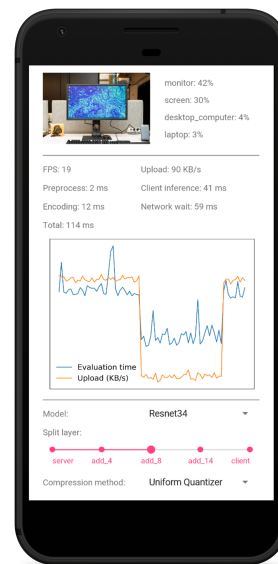 monitor: 42%
screen: 30%
desktop_computer: 4%
laptop: 3%
FPS: 19 Upload: 90 KB/s
Preprocess: 2 ms Client inference: 41 ms
Encoding: 12 ms Network wait: 59 ms
Total: 114 ms
Evaluation time
Upload (KB/s)
Model: Resnet34
Split layer:
server add_4 add_8 add_14 client
Compression method: Uniform Quantizer